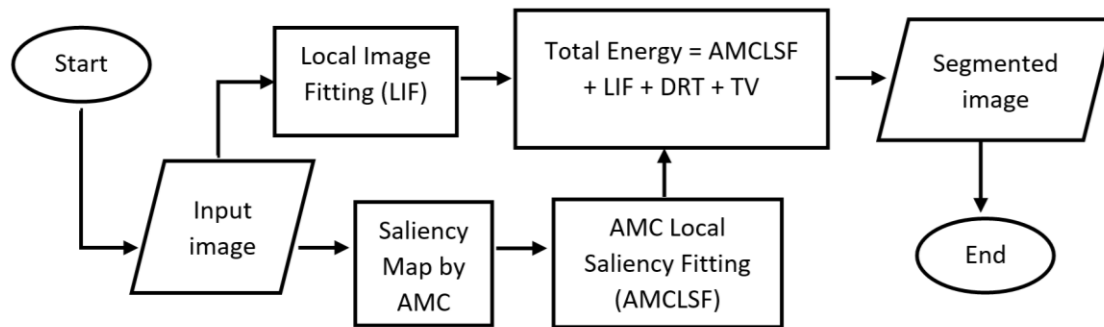 Start
Local Image
Fitting (LIF)
Total Energy = AMCLSF
+ LIF + DRT + TV
Segmented
image
Input
image
Saliency
Map by
AMC
AMC Local
Saliency Fitting
(AMCLSF)
End